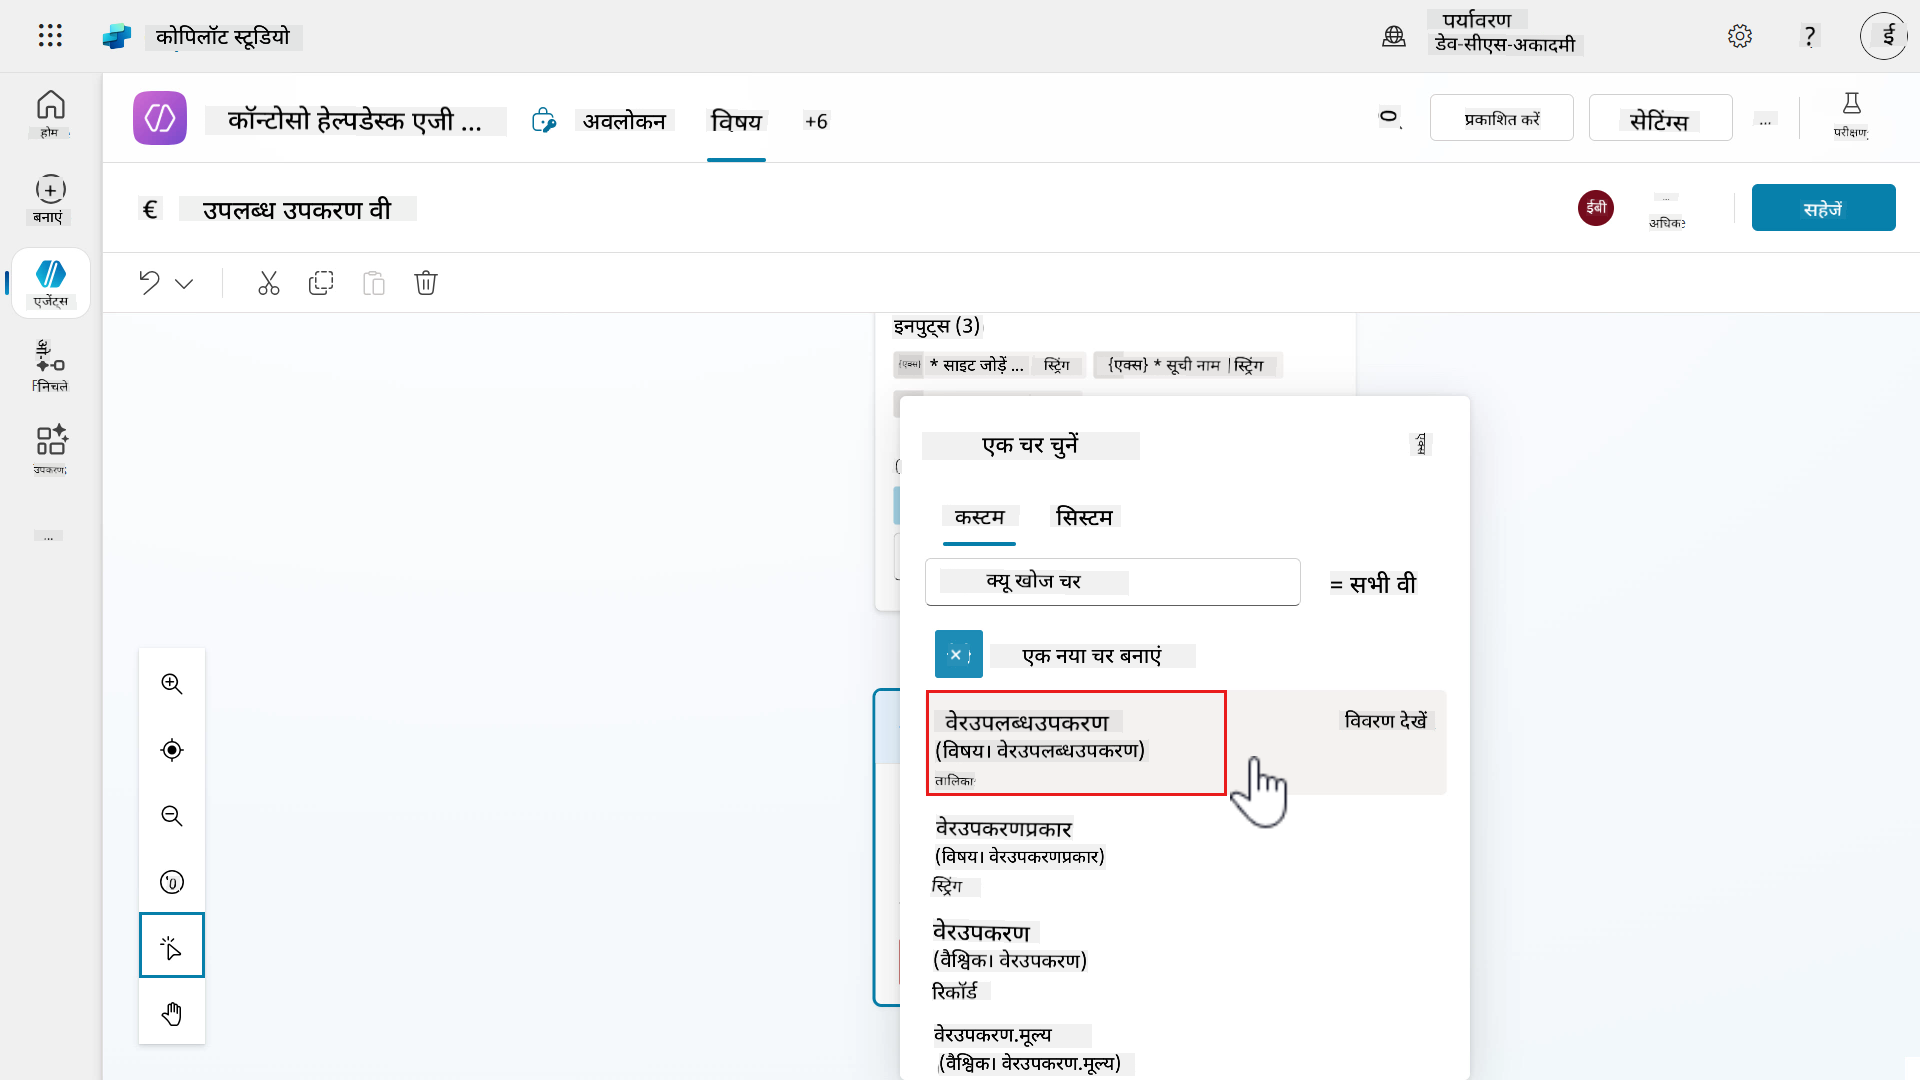 कोपिलॉट स्टूडियो
पर्यावरण
डेव-सीएस-अकादमी
?
ई
होम
बनाएं
एजेंट्स
निचले
उपकरण
...
कॉन्टोसो हेल्पडेस्क एजी ...
अवलोकन
विषय
+6
प्रकाशित करें
सेटिंग्स
...
परीक्षण
€ उपलब्ध उपकरण वी
ईबी
...
अधिक
सहेजें
इनपुट्स (3)
{एक्स} * साइट जोड़ें ... स्ट्रिंग
{एक्स} * सूची नाम स्ट्रिंग
एक चर चुनें
एक्स
कस्टम
सिस्टम
क्यू खोज चर
= सभी वी
एक नया चर बनाएं
वेरउपलब्धउपकरण
(विषय। वेरउपलब्धउपकरण)
तालिका
विवरण देखें
वेरउपकरणप्रकार
(विषय। वेरउपकरणप्रकार)
स्ट्रिंग
वेरउपकरण
(वैश्विक। वेरउपकरण)
रिकॉर्ड
वेरउपकरण.मूल्य
(वैश्विक। वेरउपकरण.मूल्य)